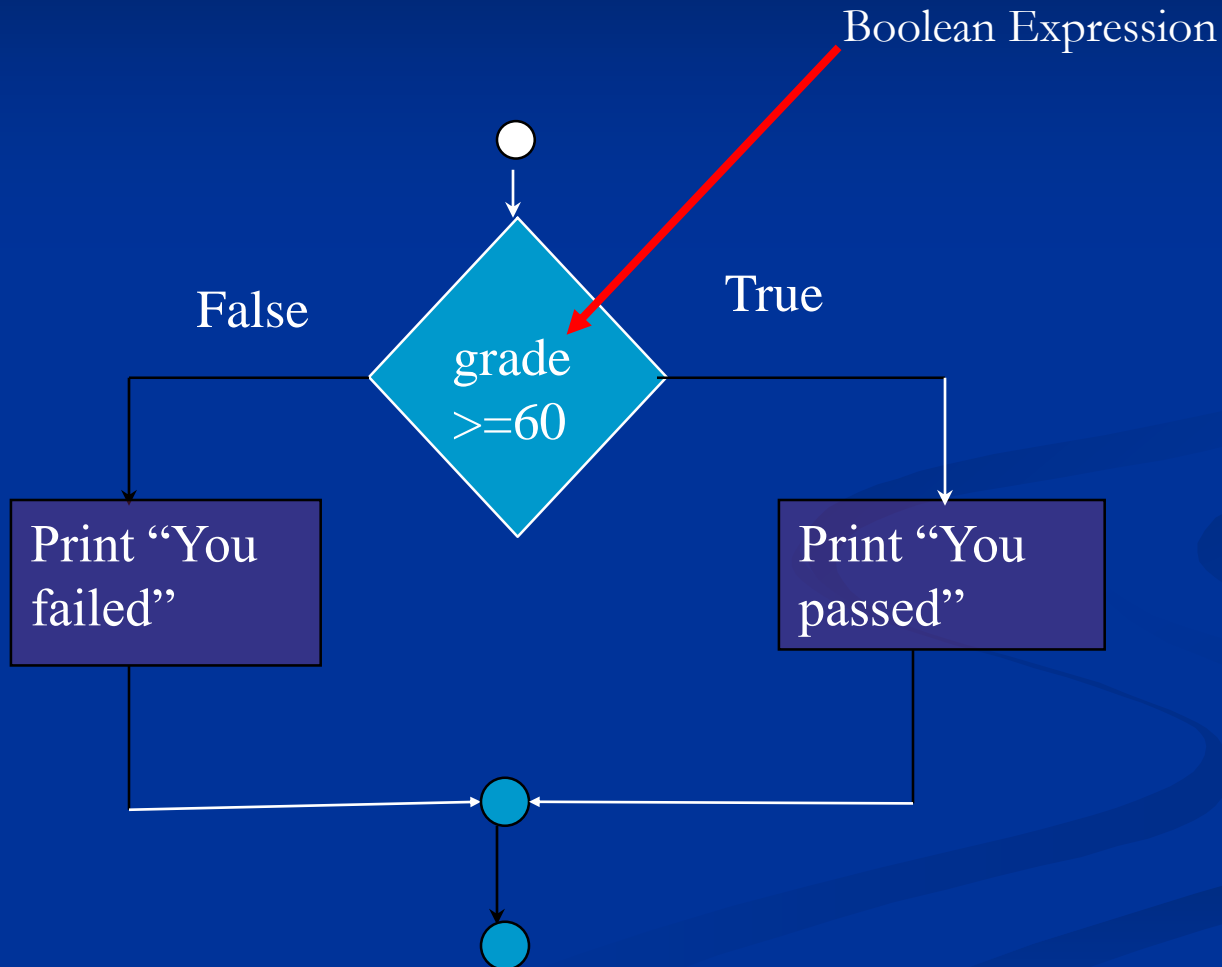 Boolean Expression
False
True
grade
>=60
Print “You
failed”
Print “You
passed”